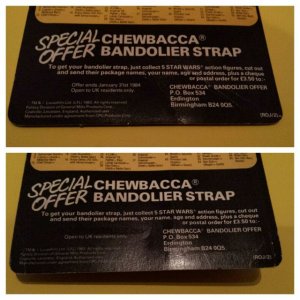 SPECIAL OFFER CHEWBACCA® BANDOLIER STRAP
To get your bandolier strap, just collect 5 STAR WARS® action figures, cut out
and send their package names, your name, age and address, plus a cheque
or postal order for £3.50 to:-
Offer ends January 31st 1984
Open to UK residents only
CHEWBACCA® BANDOLIER OFFER
P.O. Box 534
Erdington
Birmingham B24 0QS.
SPECIAL OFFER CHEWBACCA® BANDOLIER STRAP
To get your bandolier strap, just collect 5 STAR WARS® action figures, cut out
and send their package names, your name, age and address, plus a cheque
or postal order for £3.50 to:-
Open to UK residents only
CHEWBACCA® BANDOLIER OFFER
P.O. Box 534
Erdington
Birmingham B24 0QS.